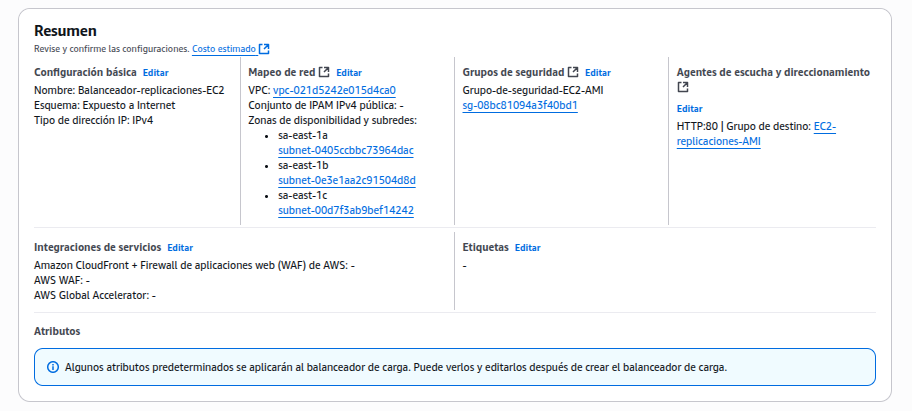 Resumen
Revise y confirme las configuraciones. Costo estimado
Configuración básica Editar
Nombre: Balanceador-replicaciones-EC2
Esquema: Expuesto a Internet
Tipo de dirección IP: IPv4
Mapeo de red Editar
VPC: vpc-021d5242e015d4ca0
Conjunto de IPAM IPv4 pública: -
Zonas de disponibilidad y subredes:
sa-east-1a
subnet-0405ccbbc73964dac
sa-east-1b
subnet-0e3e1aa2c91504d8d
sa-east-1c
subnet-00d7f3ab9bef14242
Grupos de seguridad Editar
Grupo-de-seguridad-EC2-AMI
sg-08bc81094a3f40bd1
Agentes de escucha y direccionamiento
Editar
HTTP:80 | Grupo de destino: EC2-
replicaciones-AMI
Integraciones de servicios Editar
Amazon CloudFront + Firewall de aplicaciones web (WAF) de AWS: -
AWS WAF: -
AWS Global Accelerator: -
Etiquetas Editar
-
Atributos
Algunos atributos predeterminados se aplicarán al balanceador de carga. Puede verlos y editarlos después de crear el balanceador de carga.